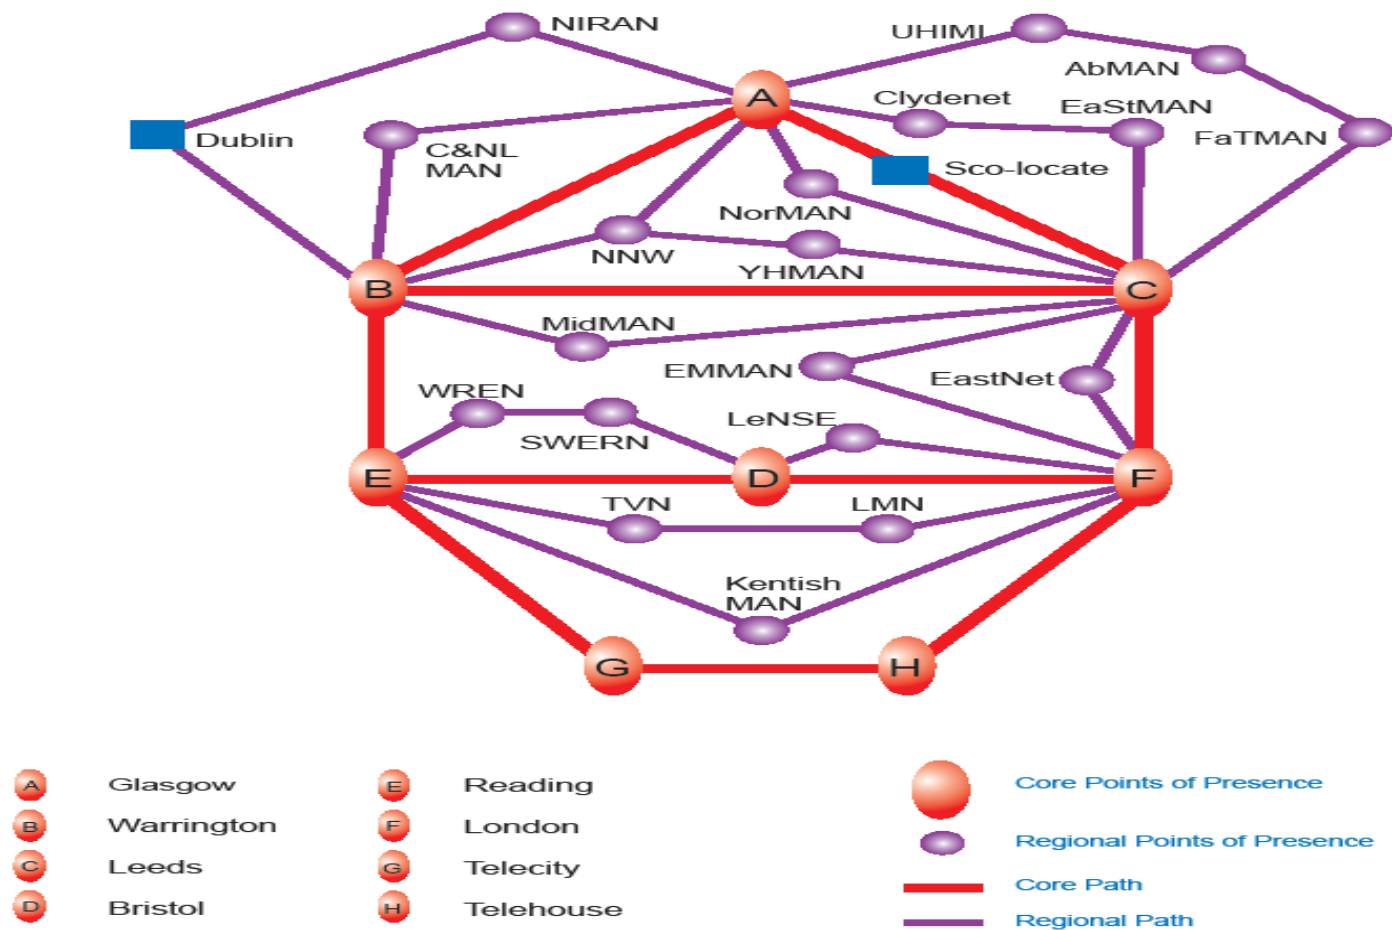 NIRAN
UHIMI
AbMAN
A
Clydenet
EaStMAN
Dublin
C&NL
MAN
FaTMAN
Sco-locate
NorMAN
NNW
YHMAN
B
C
MidMAN
EMMAN
EastNet
WREN
SWERN
LeNSE
E
D
F
TVN
LMN
Kentish
MAN
G
H
A Glasgow
B Warrington
C Leeds
D Bristol
E Reading
F London
G Telecity
H Telehouse
Core Points of Presence
Regional Points of Presence
Core Path
Regional Path